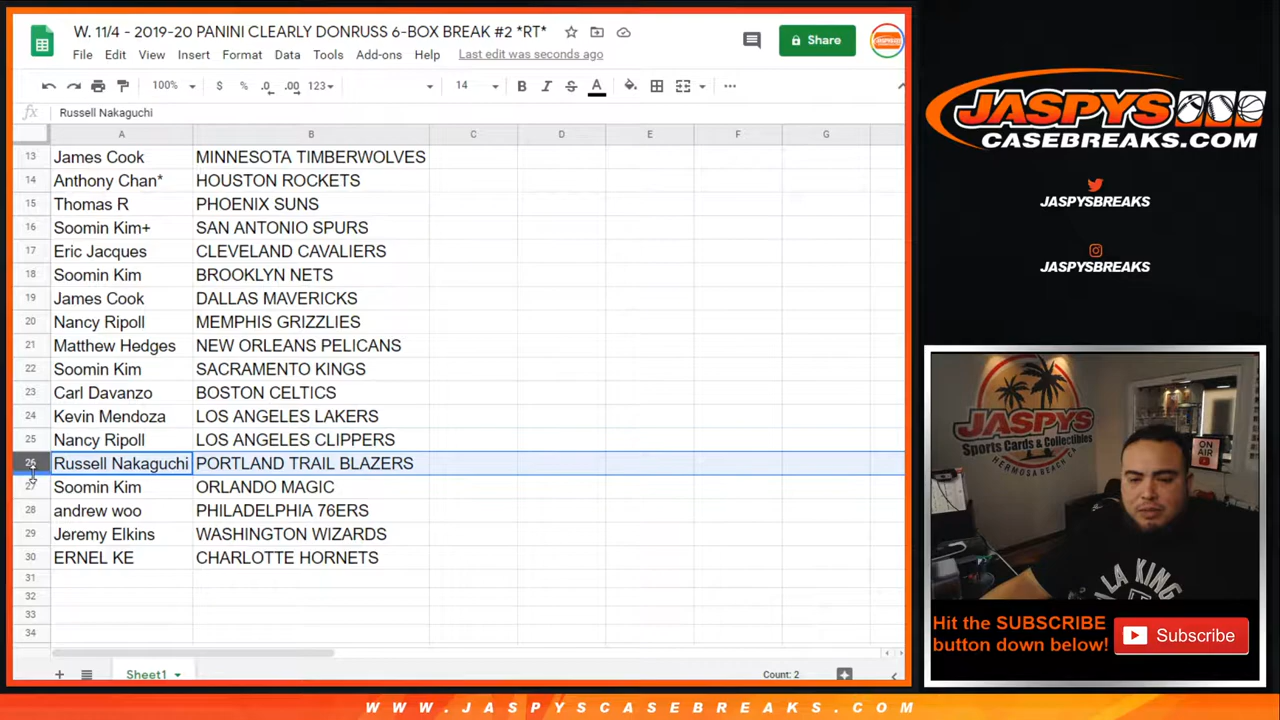 W. 11/4 - 2019-20 PANINI CLEARLY DONRUSS 6-BOX BREAK #2 *RT*
File Edit View Insert Format Data Tools Add-ons Help Last edit was seconds ago
Share
100% $ % .0 .00 123 14 B I S A
fx Russell Nakaguchi
A B C D E F G
13 James Cook MINNESOTA TIMBERWOLVES
14 Anthony Chan* HOUSTON ROCKETS
15 Thomas R PHOENIX SUNS
16 Soomin Kim+ SAN ANTONIO SPURS
17 Eric Jacques CLEVELAND CAVALIERS
18 Soomin Kim BROOKLYN NETS
19 James Cook DALLAS MAVERICKS
20 Nancy Ripoll MEMPHIS GRIZZLIES
21 Matthew Hedges NEW ORLEANS PELICANS
22 Soomin Kim SACRAMENTO KINGS
23 Carl Davanzo BOSTON CELTICS
24 Kevin Mendoza LOS ANGELES LAKERS
25 Nancy Ripoll LOS ANGELES CLIPPERS
26 Russell Nakaguchi PORTLAND TRAIL BLAZERS
27 Soomin Kim ORLANDO MAGIC
28 andrew woo PHILADELPHIA 76ERS
29 Jeremy Elkins WASHINGTON WIZARDS
30 ERNEL KE CHARLOTTE HORNETS
31
32
33
34
Sheet1 Count: 2
JASPYS
CASEBREAKS.COM
JASPYSBREAKS
JASPYSBREAKS
JASPYS
Sports Cards & Collectibles
HERMOSA BEACH CA
ON AIR
LA KINGS
Hit the SUBSCRIBE
button down below!
Subscribe
WWW.JASPYSCASEBREAKS.COM